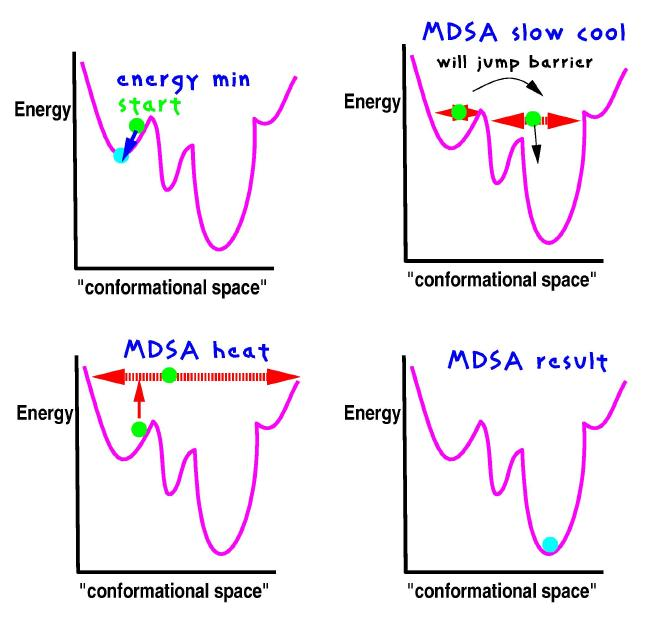 energy min
start
Energy
"conformational space"
MDSA slow cool
will jump barrier
Energy
"conformational space"
MDSA heat
Energy
"conformational space"
MDSA result
Energy
"conformational space"